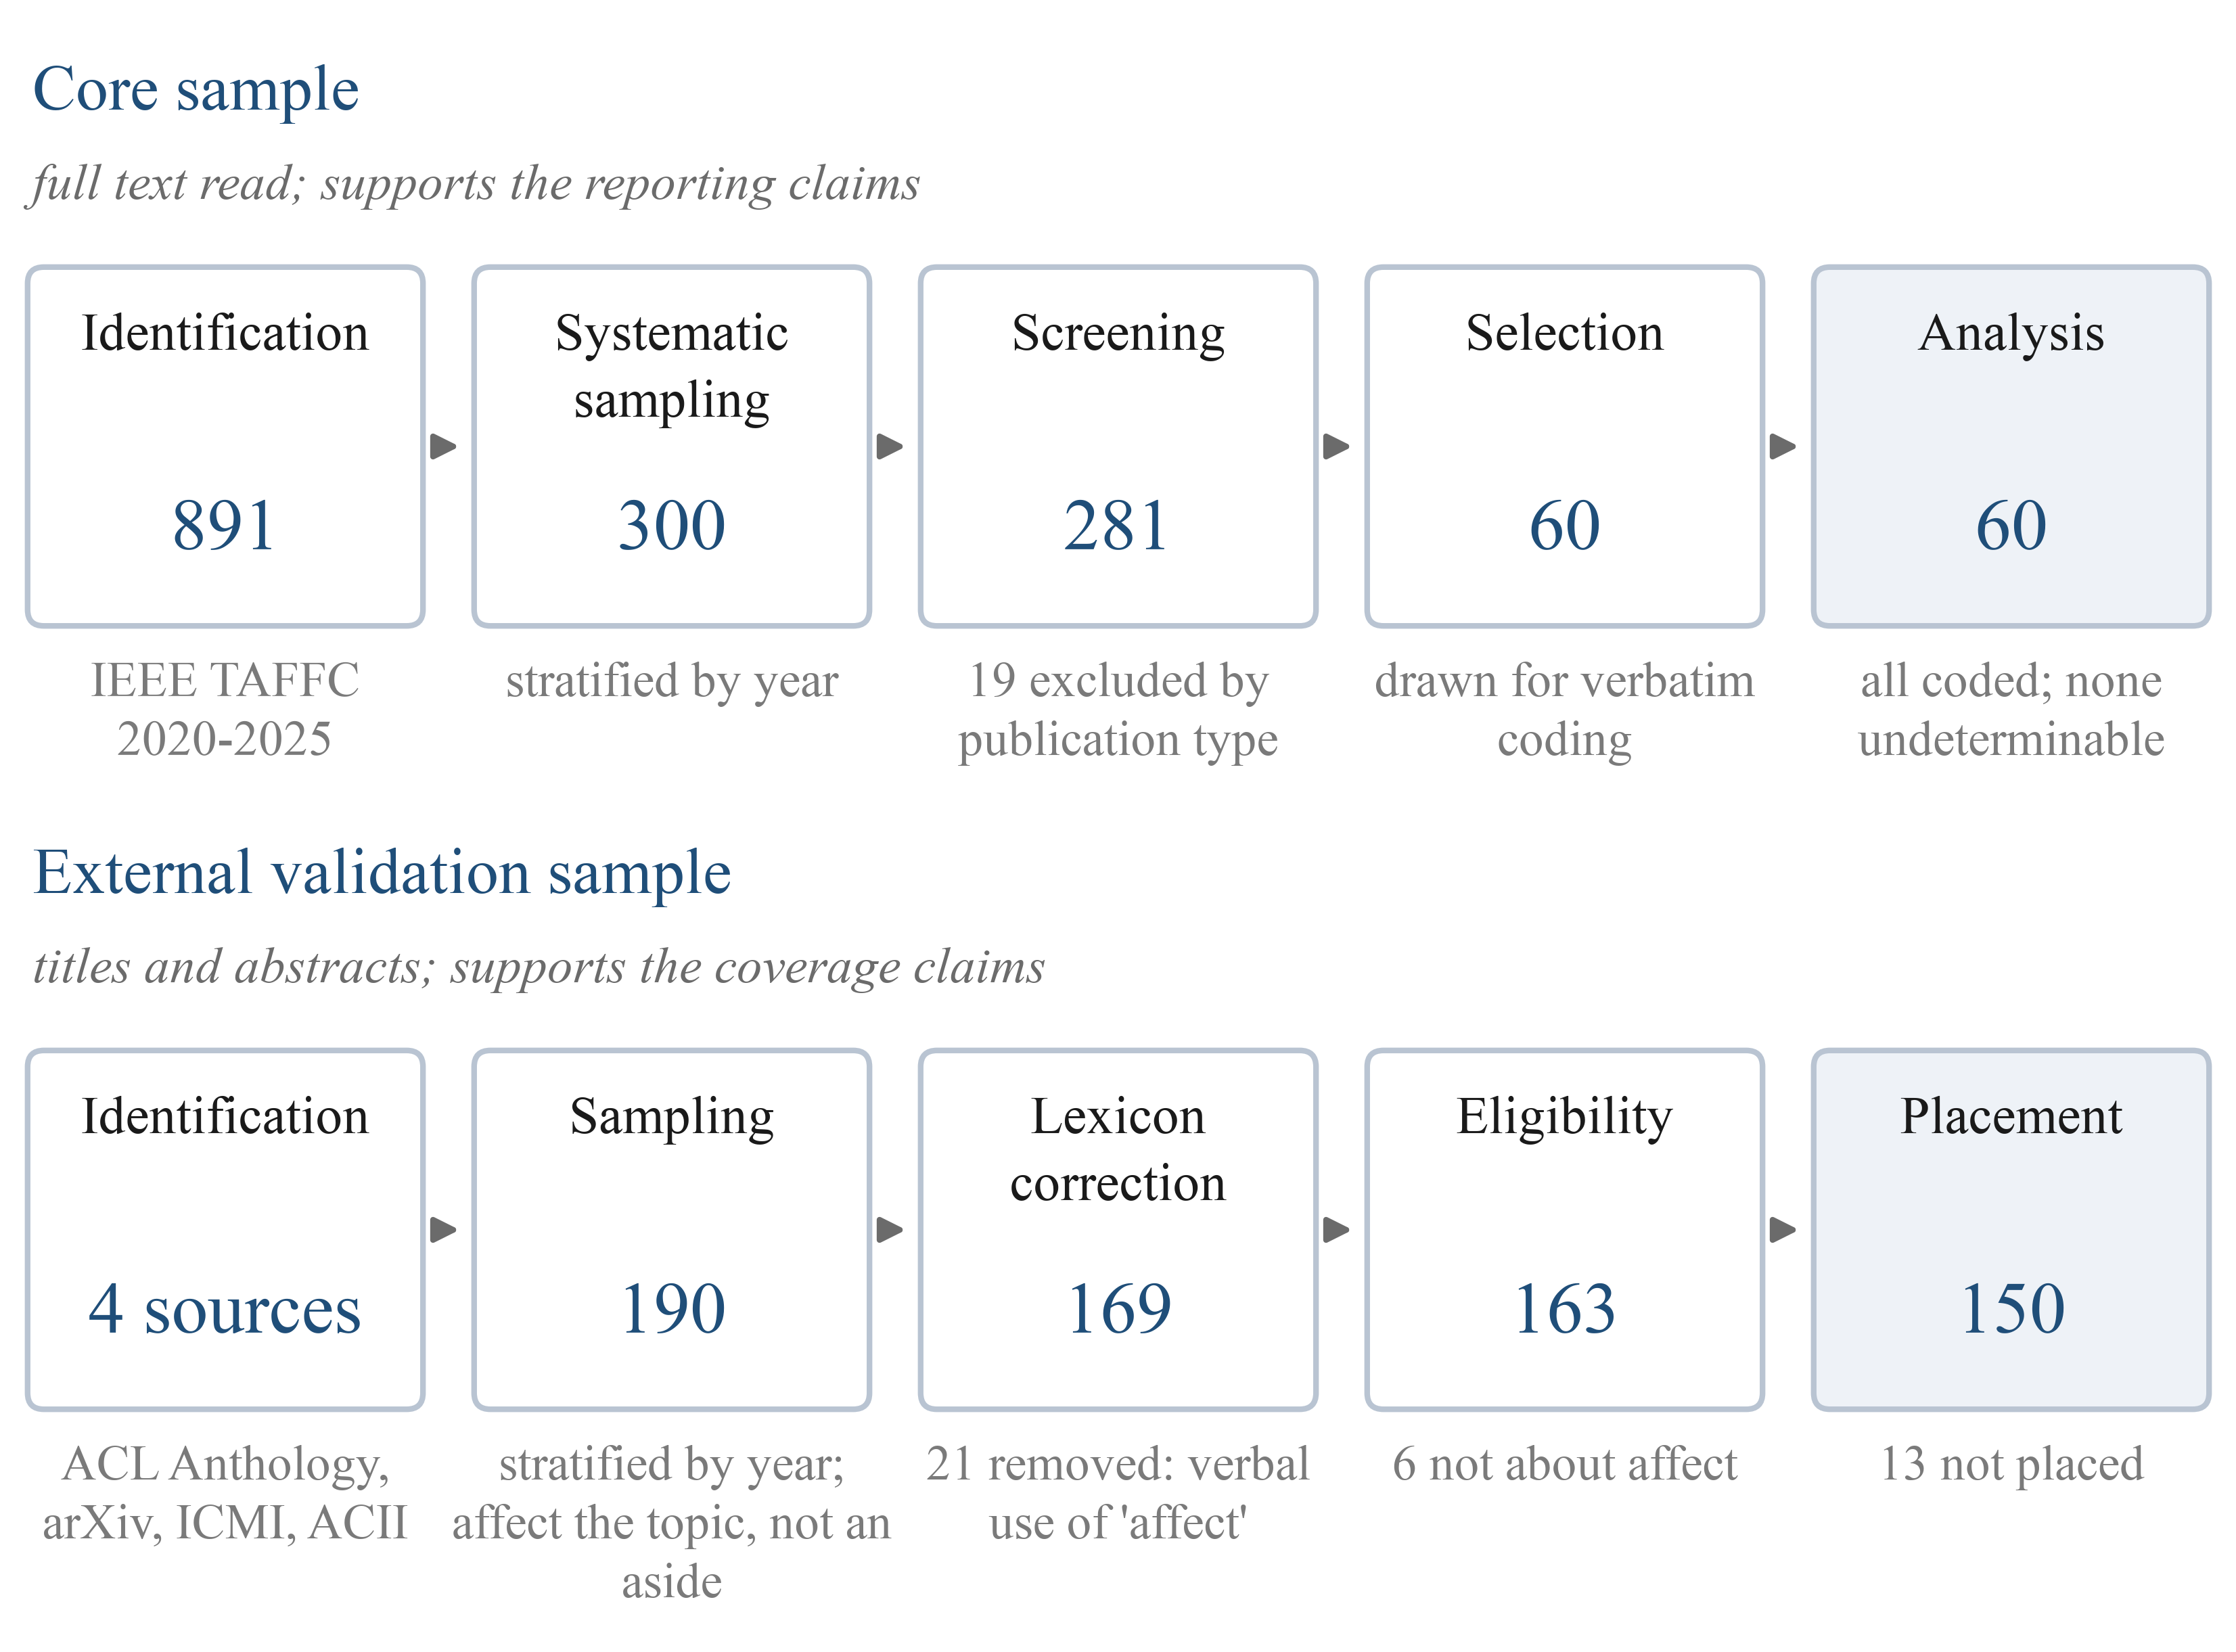 Core sample
full text read; supports the reporting claims
Identification
891
IEEE TAFFC
2020-2025
Systematic
sampling
300
stratified by year
Screening
281
19 excluded by
publication type
Selection
60
drawn for verbatim
coding
Analysis
60
all coded; none
undeterminable
External validation sample
titles and abstracts; supports the coverage claims
Identification
4 sources
ACL Anthology,
arXiv, ICMI, ACII
Sampling
190
stratified by year;
affect the topic, not an
aside
Lexicon
correction
169
21 removed: verbal
use of 'affect'
Eligibility
163
6 not about affect
Placement
150
13 not placed